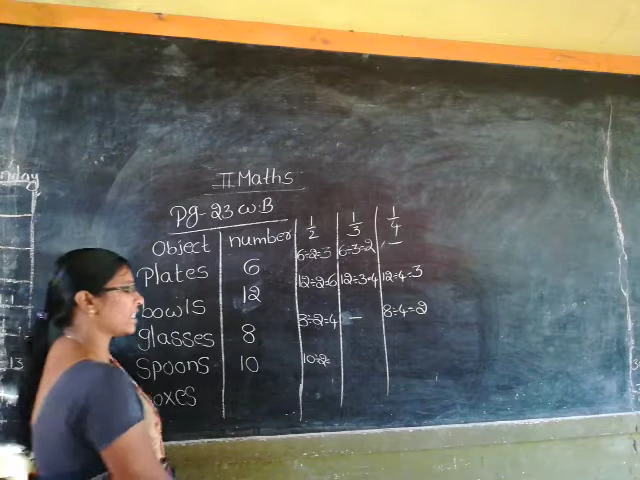 nday
II Maths
Pg- 23 W.B
Object number 1/2 1/3 1/4
Plates 6 6÷2=3 6÷3=2 –
bowls 12 12÷2=6 12÷3=4 12÷4=3
glasses 8 8÷2=4 – 8÷4=2
Spoons 10 10÷2=
oxes
13